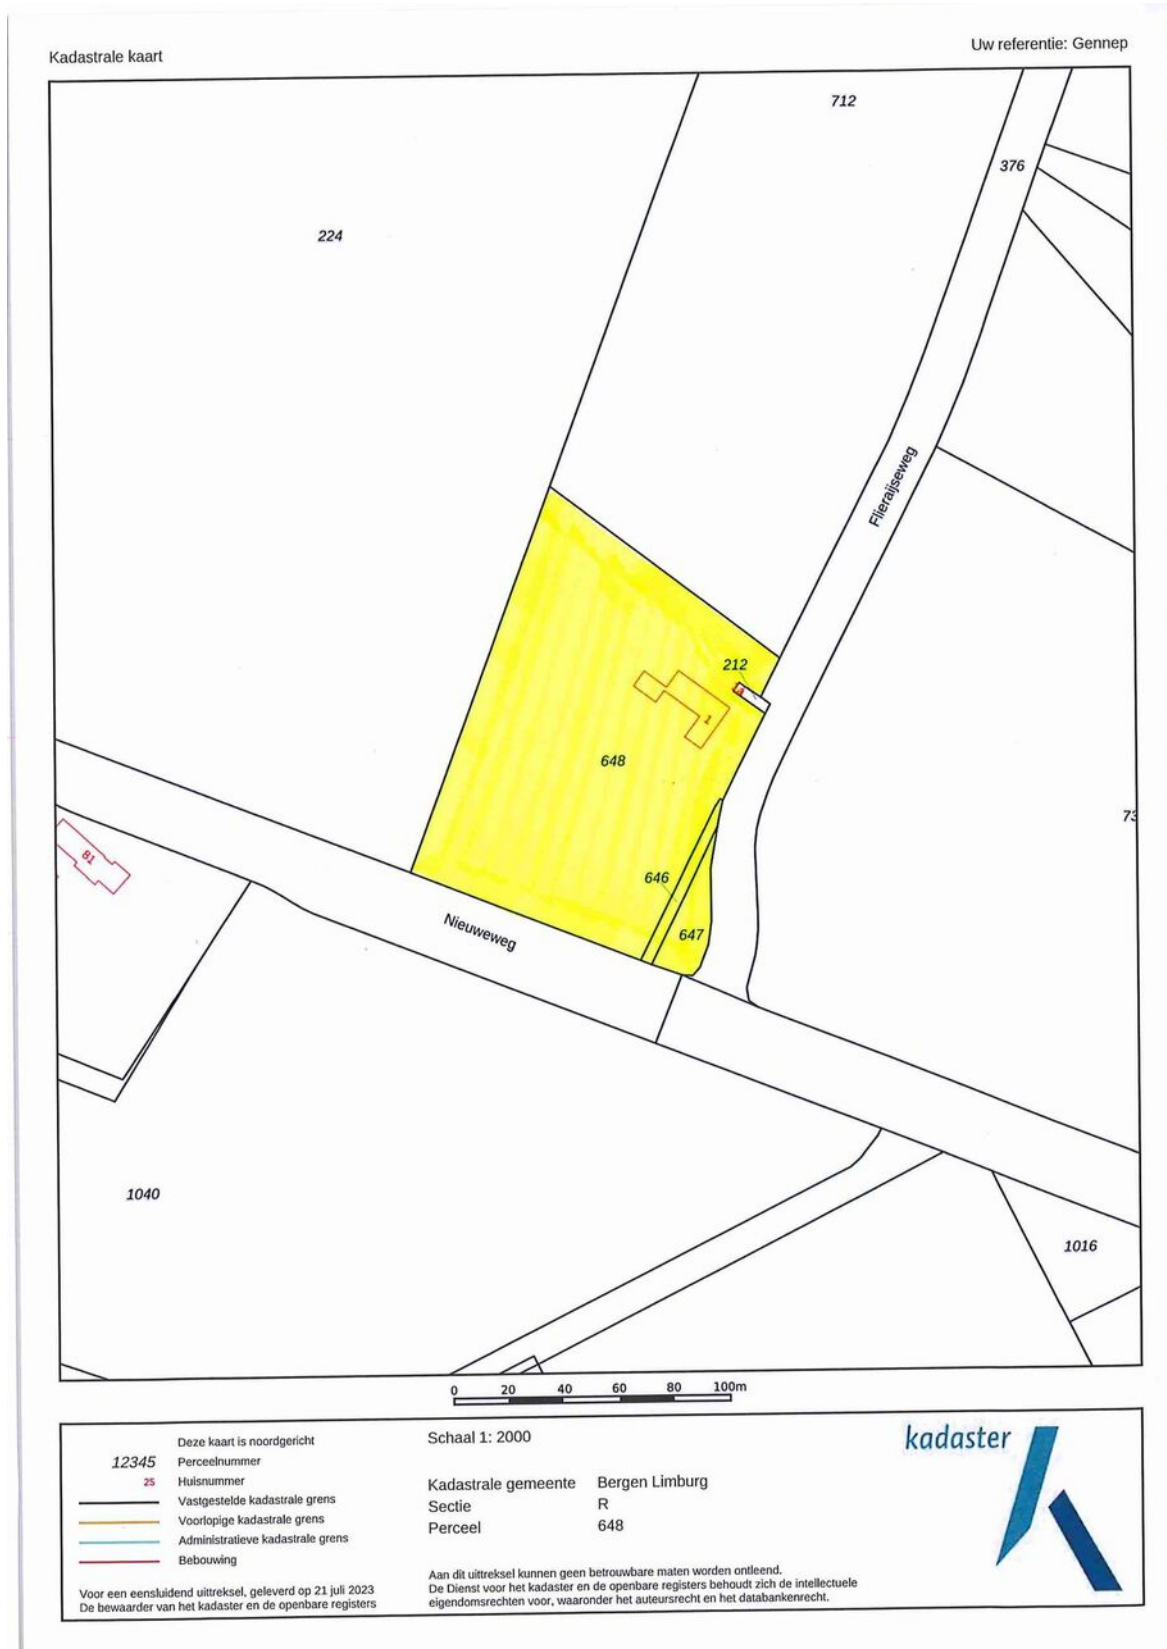 Kadastrale kaart
Uw referentie: Gennep
712
376
224
Flieraijseweg
212
a
1
648
73
81
646
647
Nieuweweg
1040
1016
0 20 40 60 80 100m
Deze kaart is noordgericht
12345 Perceelnummer
25 Huisnummer
Vastgestelde kadastrale grens
Voorlopige kadastrale grens
Administratieve kadastrale grens
Bebouwing
Voor een eensluidend uittreksel, geleverd op 21 juli 2023
De bewaarder van het kadaster en de openbare registers
Schaal 1: 2000
Kadastrale gemeente Bergen Limburg
Sectie R
Perceel 648
Aan dit uittreksel kunnen geen betrouwbare maten worden ontleend.
De Dienst voor het kadaster en de openbare registers behoudt zich de intellectuele
eigendomsrechten voor, waaronder het auteursrecht en het databankenrecht.
kadaster